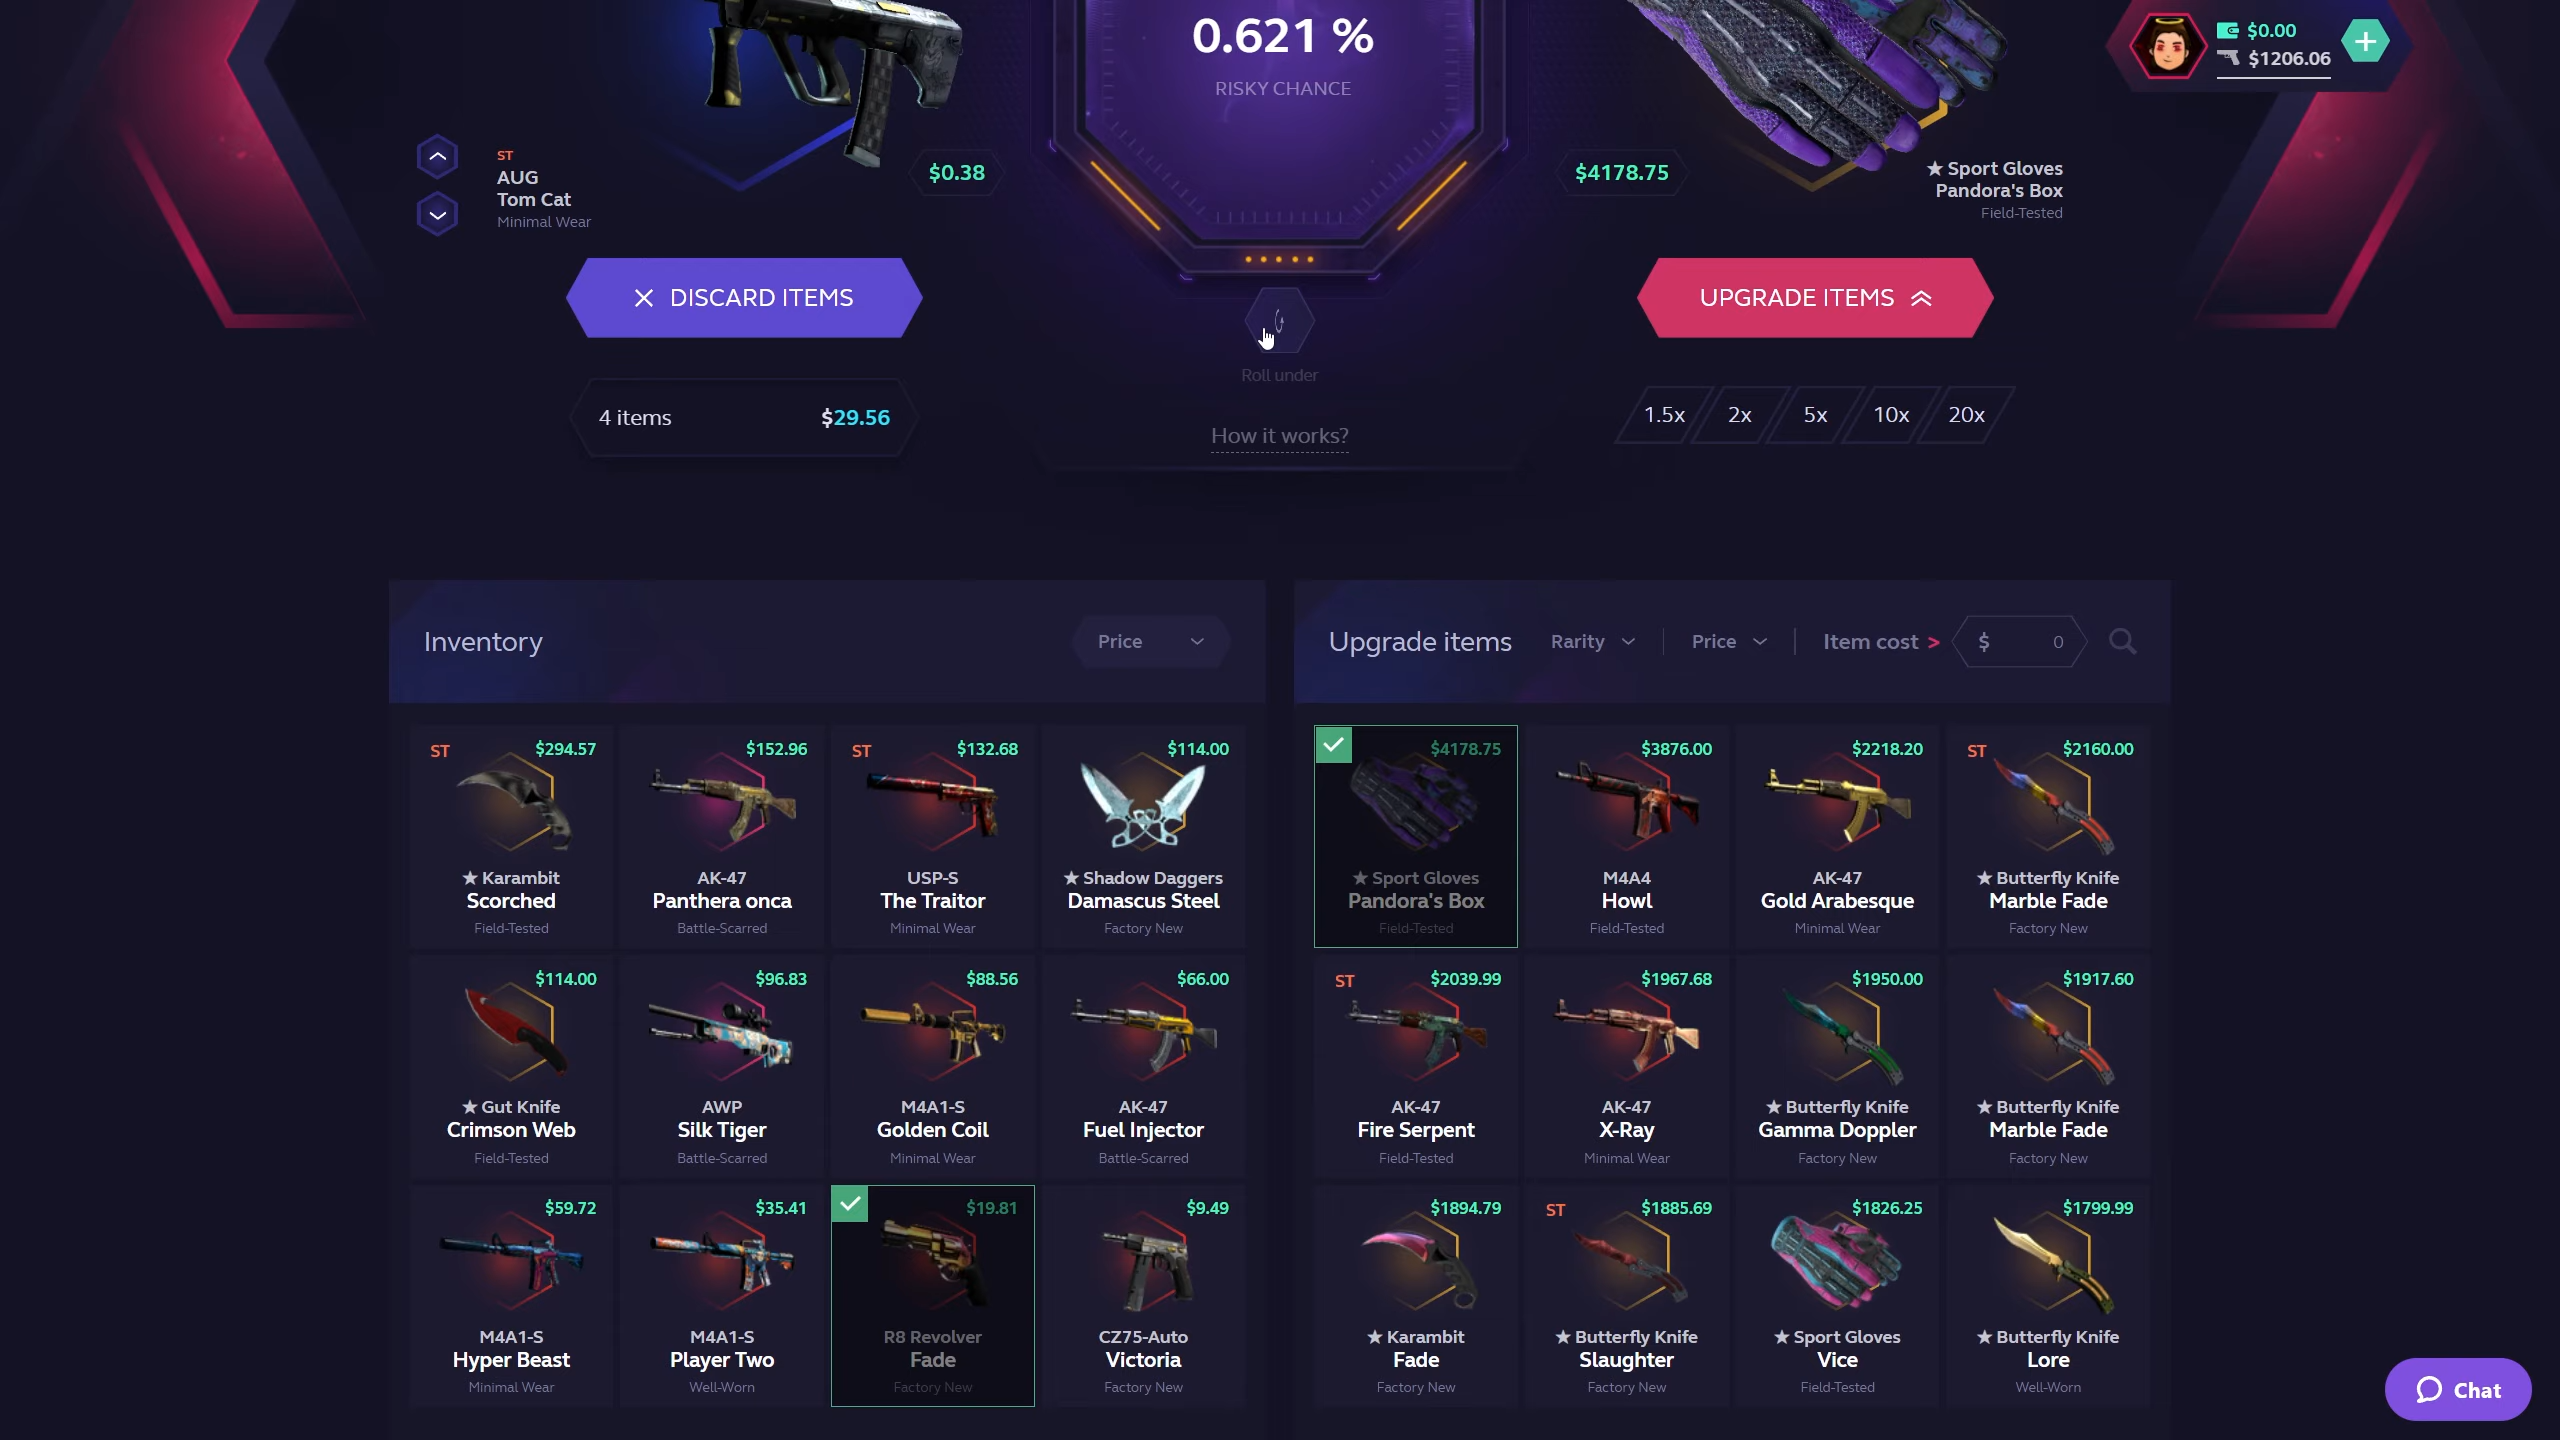 0.621 %
RISKY CHANCE
$0.00
$1206.06
ST
AUG
Tom Cat
Minimal Wear
$0.38
$4178.75
★ Sport Gloves
Pandora's Box
Field-Tested
DISCARD ITEMS
UPGRADE ITEMS
Roll under
4 items $29.56
How it works?
1.5x 2x 5x 10x 20x
Inventory
Price
Upgrade items
Rarity
Price
Item cost >
$ 0
ST $294.57
★ Karambit
Scorched
Field-Tested
$152.96
AK-47
Panthera onca
Battle-Scarred
ST $132.68
USP-S
The Traitor
Minimal Wear
$114.00
★ Shadow Daggers
Damascus Steel
Factory New
$114.00
★ Gut Knife
Crimson Web
Field-Tested
$96.83
AWP
Silk Tiger
Battle-Scarred
$88.56
M4A1-S
Golden Coil
Minimal Wear
$66.00
AK-47
Fuel Injector
Battle-Scarred
$59.72
M4A1-S
Hyper Beast
Minimal Wear
$35.41
M4A1-S
Player Two
Well-Worn
$19.81
R8 Revolver
Fade
Factory New
$9.49
CZ75-Auto
Victoria
Factory New
$4178.75
★ Sport Gloves
Pandora's Box
Field-Tested
$3876.00
M4A4
Howl
Field-Tested
$2218.20
AK-47
Gold Arabesque
Minimal Wear
ST $2160.00
★ Butterfly Knife
Marble Fade
Factory New
ST $2039.99
AK-47
Fire Serpent
Field-Tested
$1967.68
AK-47
X-Ray
Minimal Wear
$1950.00
★ Butterfly Knife
Gamma Doppler
Factory New
$1917.60
★ Butterfly Knife
Marble Fade
Factory New
$1894.79
★ Karambit
Fade
Factory New
ST $1885.69
★ Butterfly Knife
Slaughter
Factory New
$1826.25
★ Sport Gloves
Vice
Field-Tested
$1799.99
★ Butterfly Knife
Lore
Well-Worn
Chat